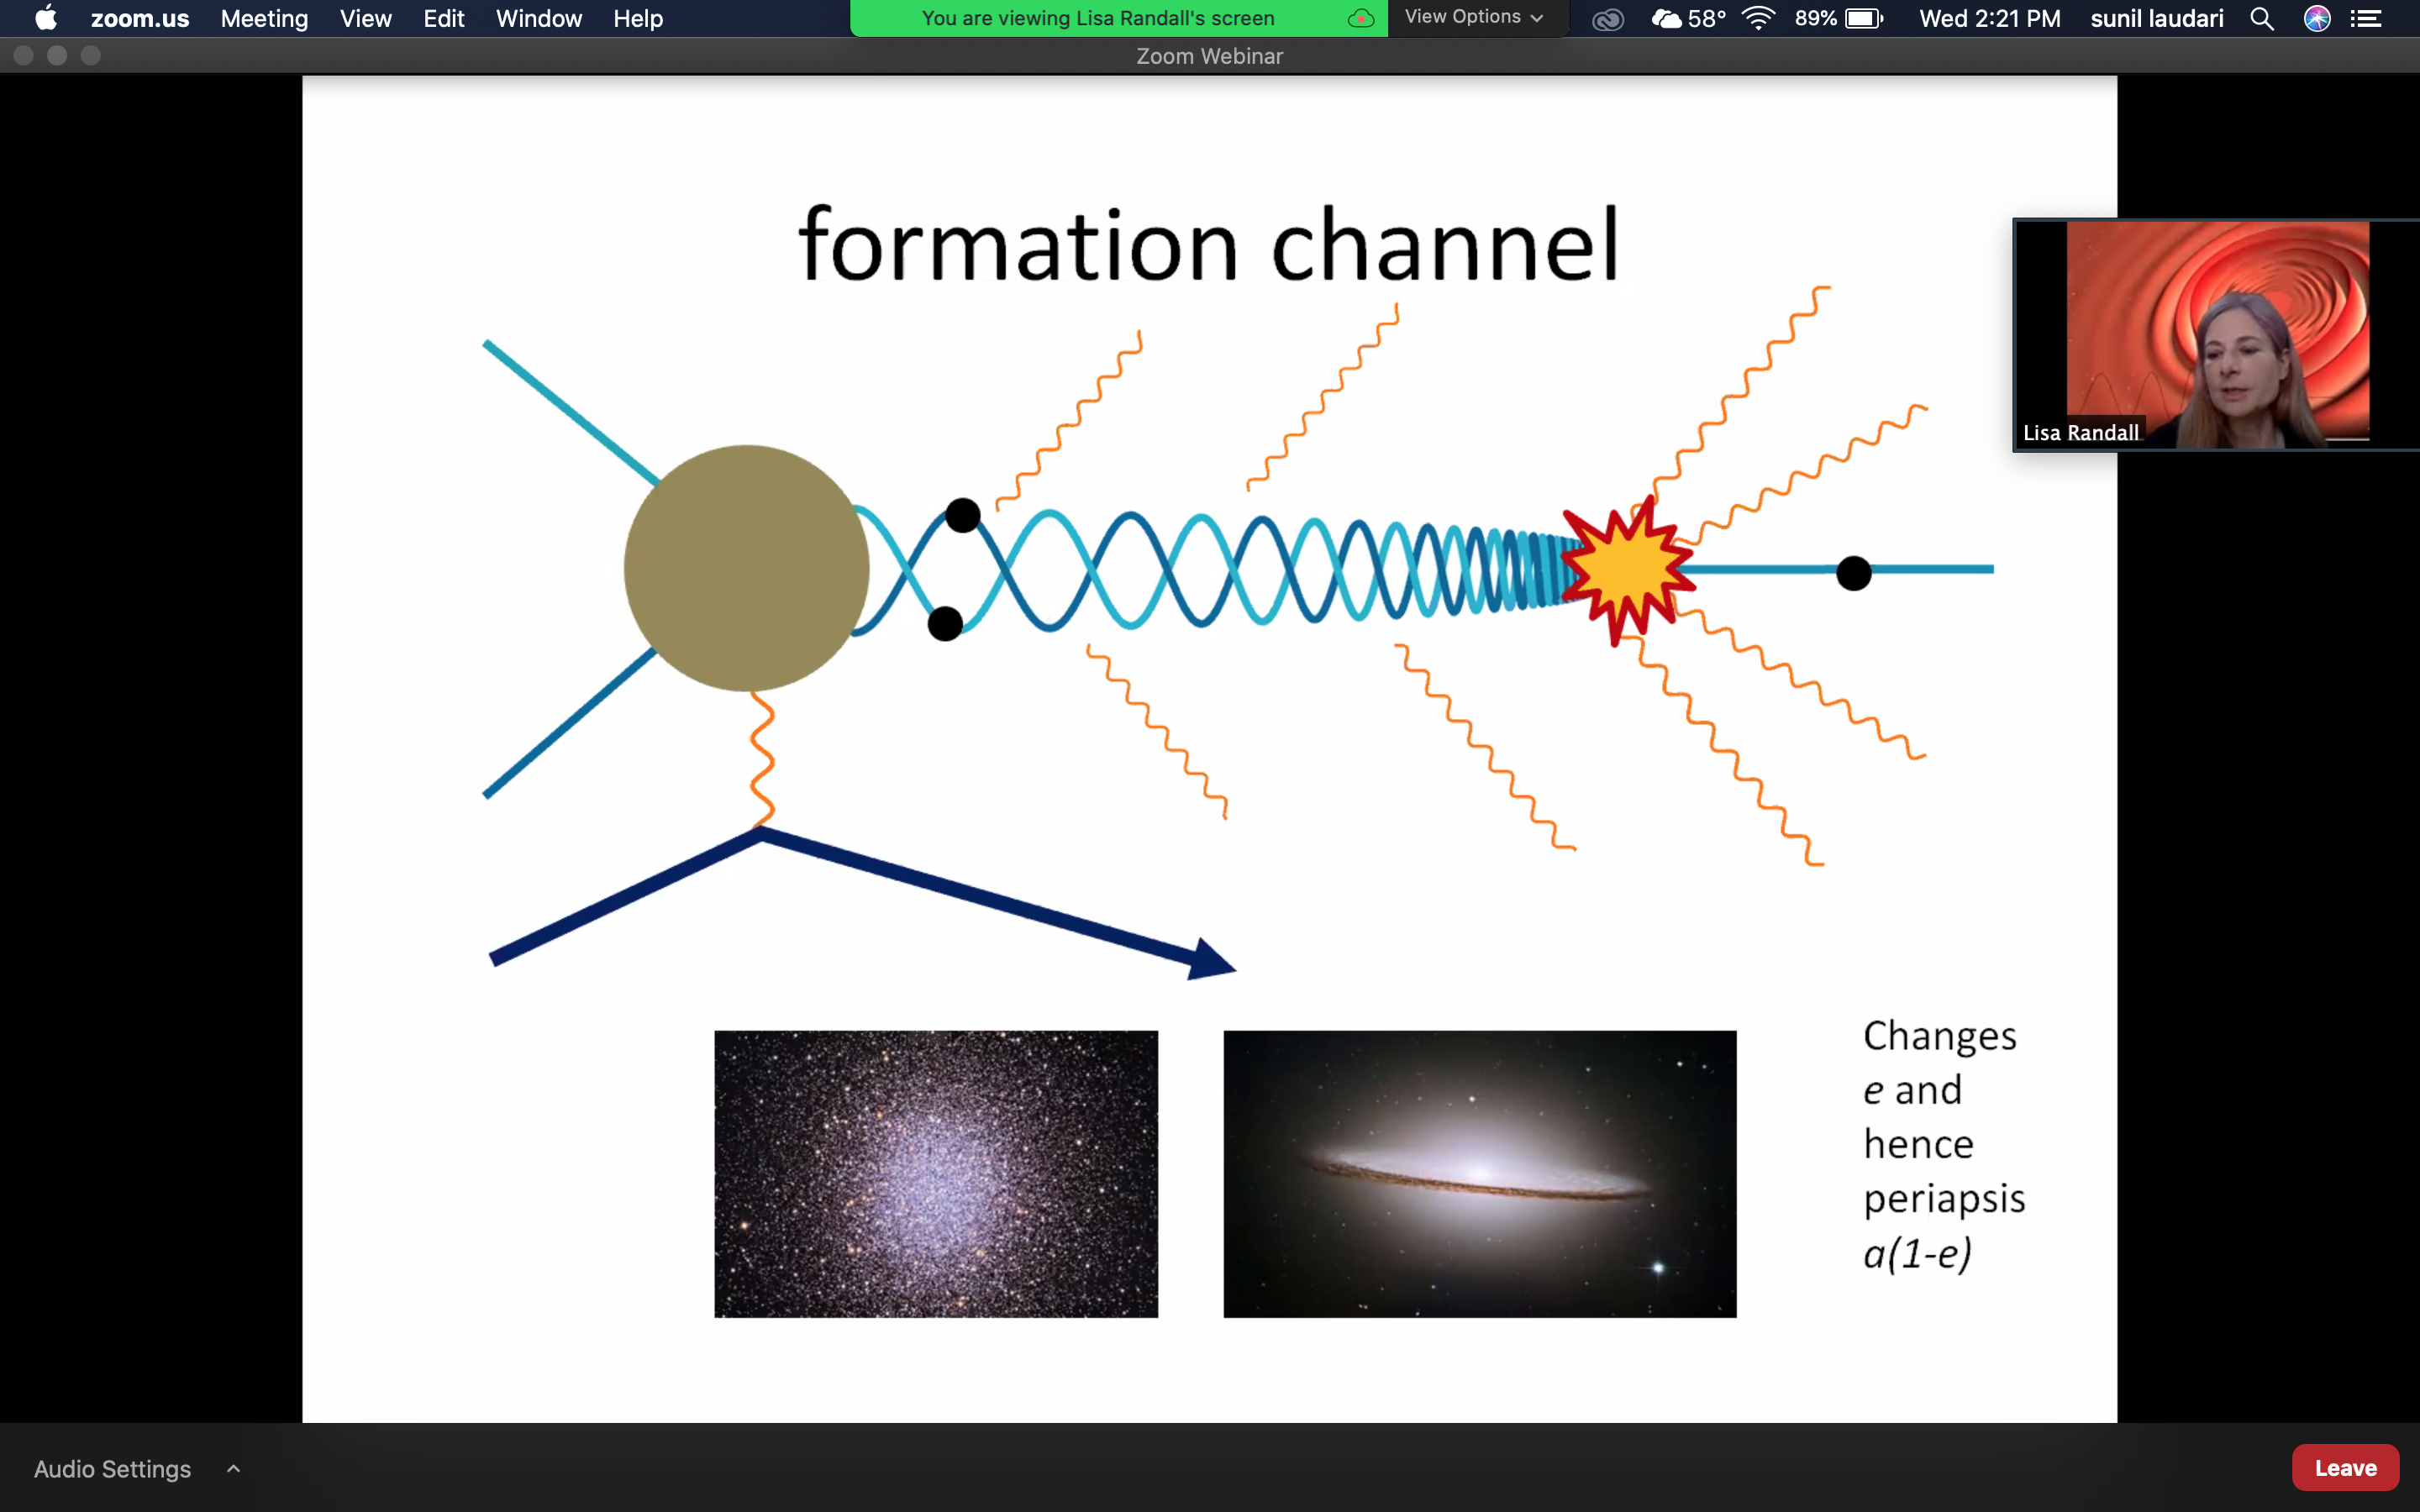 zoom.us Meeting View Edit Window Help You are viewing Lisa Randall's screen View Options 58° 89% Wed 2:21 PM sunil laudari
Zoom Webinar
formation channel
Lisa Randall
Changes
e and
hence
periapsis
a(1-e)
Audio Settings
Leave